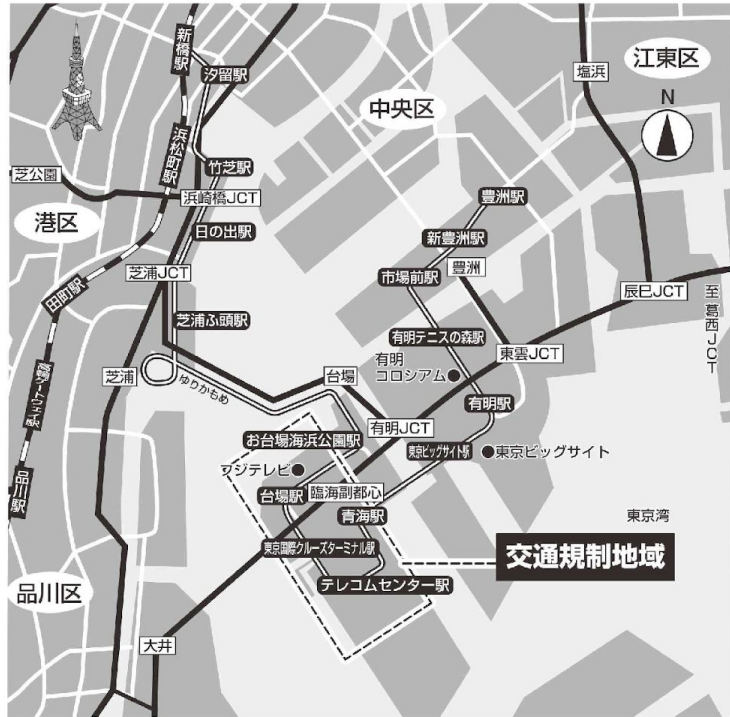 新橋駅
汐留駅
塩浜
江東区
中央区
N
浜松町駅
竹芝駅
芝公園
浜崎橋JCT
豊洲駅
港区
日の出駅
新豊洲駅
豊洲
芝浦JCT
市場前駅
田町駅
辰巳JCT
至葛西JCT
芝浦ふ頭駅
有明テニスの森駅
東雲JCT
有明
コロシアム
高輪ゲートウェイ駅
芝浦
ゆりかもめ
台場
有明駅
有明JCT
お台場海浜公園駅
東京ビッグサイト駅
東京ビッグサイト
フジテレビ
品川駅
台場駅
臨海副都心
青海駅
東京湾
東京国際クルーズターミナル駅
交通規制地域
テレコムセンター駅
品川区
大井